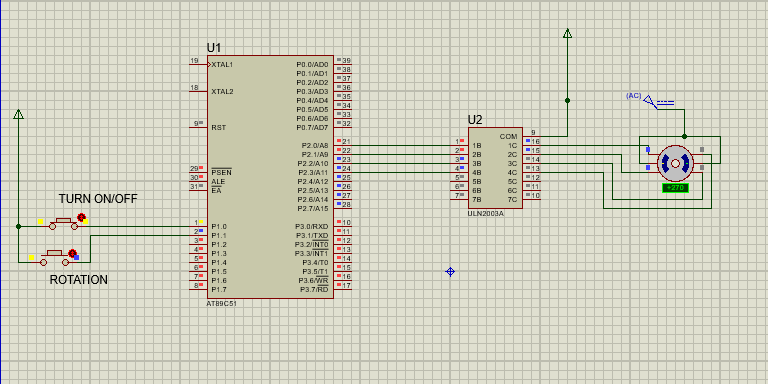 U1
19 XTAL1
18 XTAL2
9 RST
29 PSEN
30 ALE
31 EA
1 P1.0
2 P1.1
3 P1.2
4 P1.3
5 P1.4
6 P1.5
7 P1.6
8 P1.7
P0.0/AD0 39
P0.1/AD1 38
P0.2/AD2 37
P0.3/AD3 36
P0.4/AD4 35
P0.5/AD5 34
P0.6/AD6 33
P0.7/AD7 32
P2.0/A8 21
P2.1/A9 22
P2.2/A10 23
P2.3/A11 24
P2.4/A12 25
P2.5/A13 26
P2.6/A14 27
P2.7/A15 28
P3.0/RXD 10
P3.1/TXD 11
P3.2/INT0 12
P3.3/INT1 13
P3.4/T0 14
P3.5/T1 15
P3.6/WR 16
P3.7/RD 17
AT89C51
TURN ON/OFF
ROTATION
U2
COM 9
1 1B 1C 16
2 2B 2C 15
3 3B 3C 14
4 4B 4C 13
5 5B 5C 12
6 6B 6C 11
7 7B 7C 10
ULN2003A
(AC)
+270